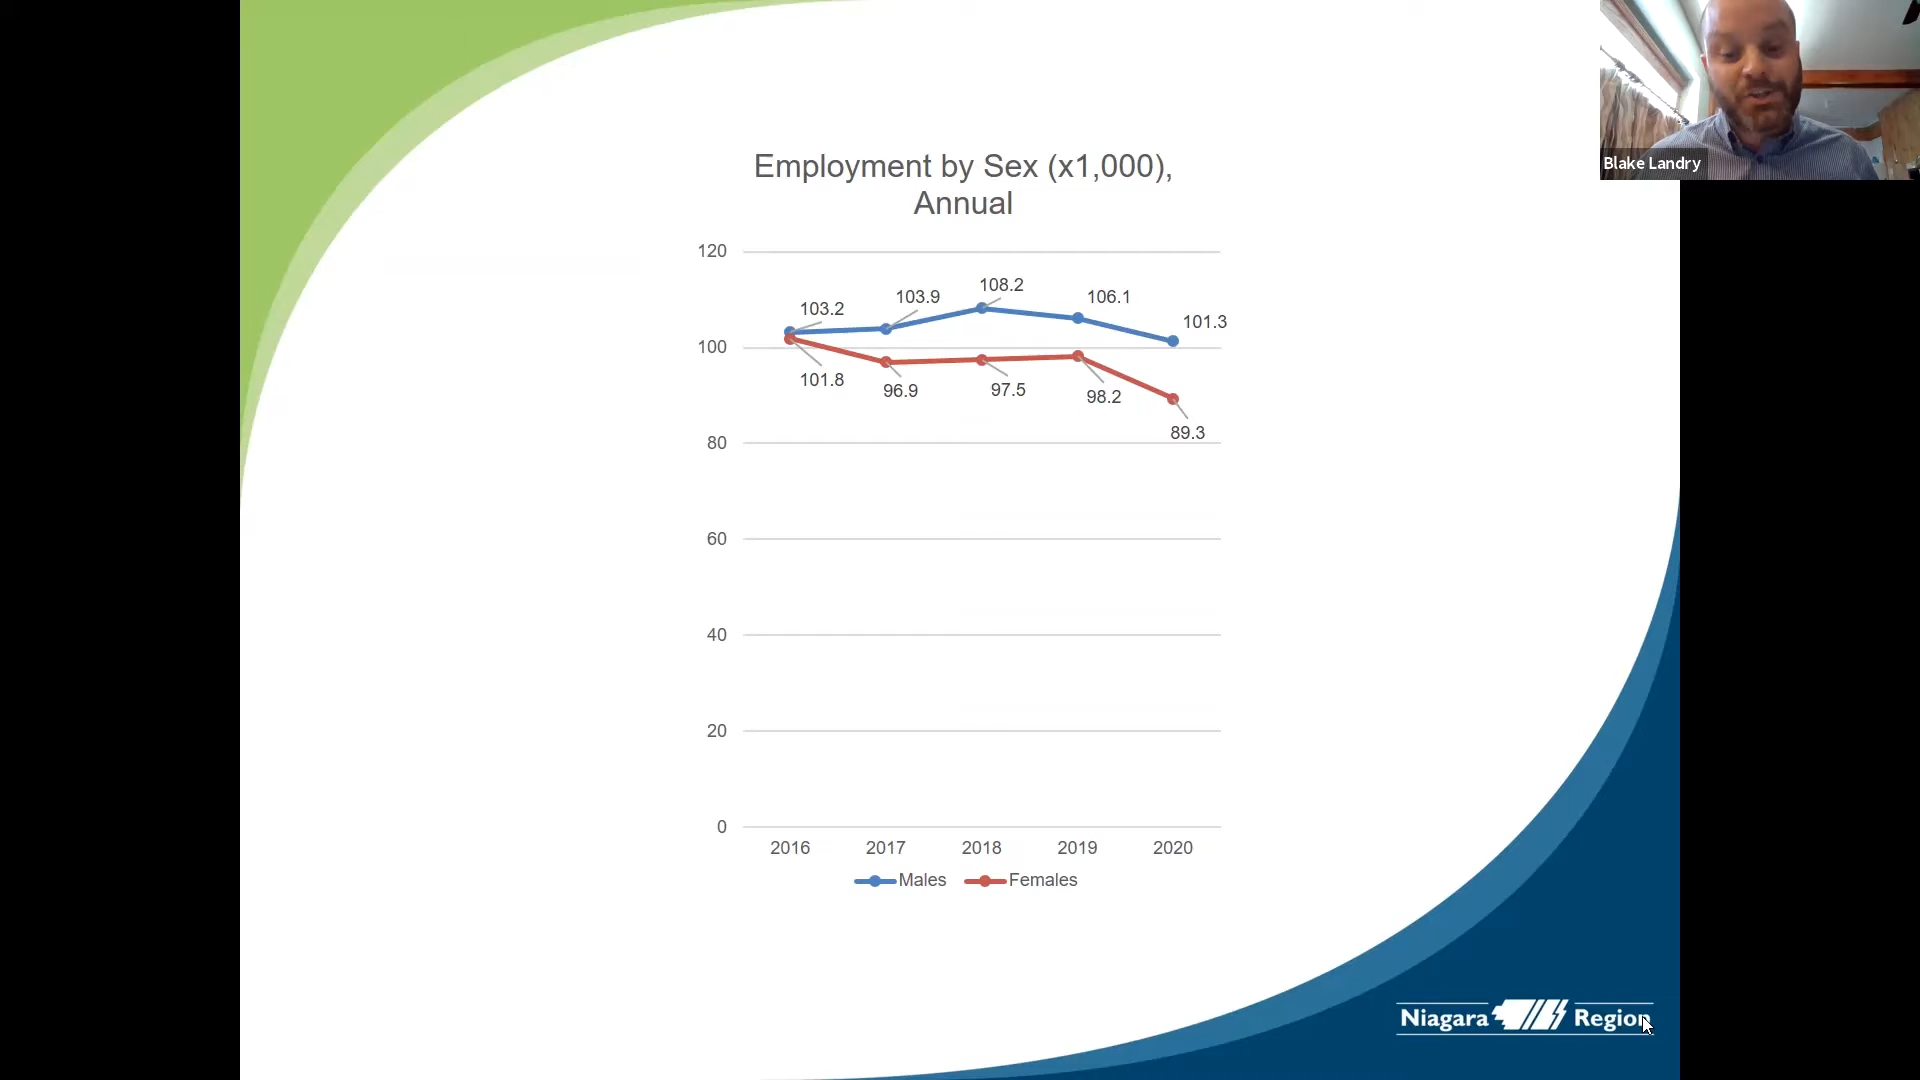 Blake Landry
Employment by Sex (x1,000),
Annual
120
100
80
60
40
20
0
103.2
103.9
108.2
106.1
101.3
101.8
96.9
97.5
98.2
89.3
2016 2017 2018 2019 2020
Males Females
Niagara Region